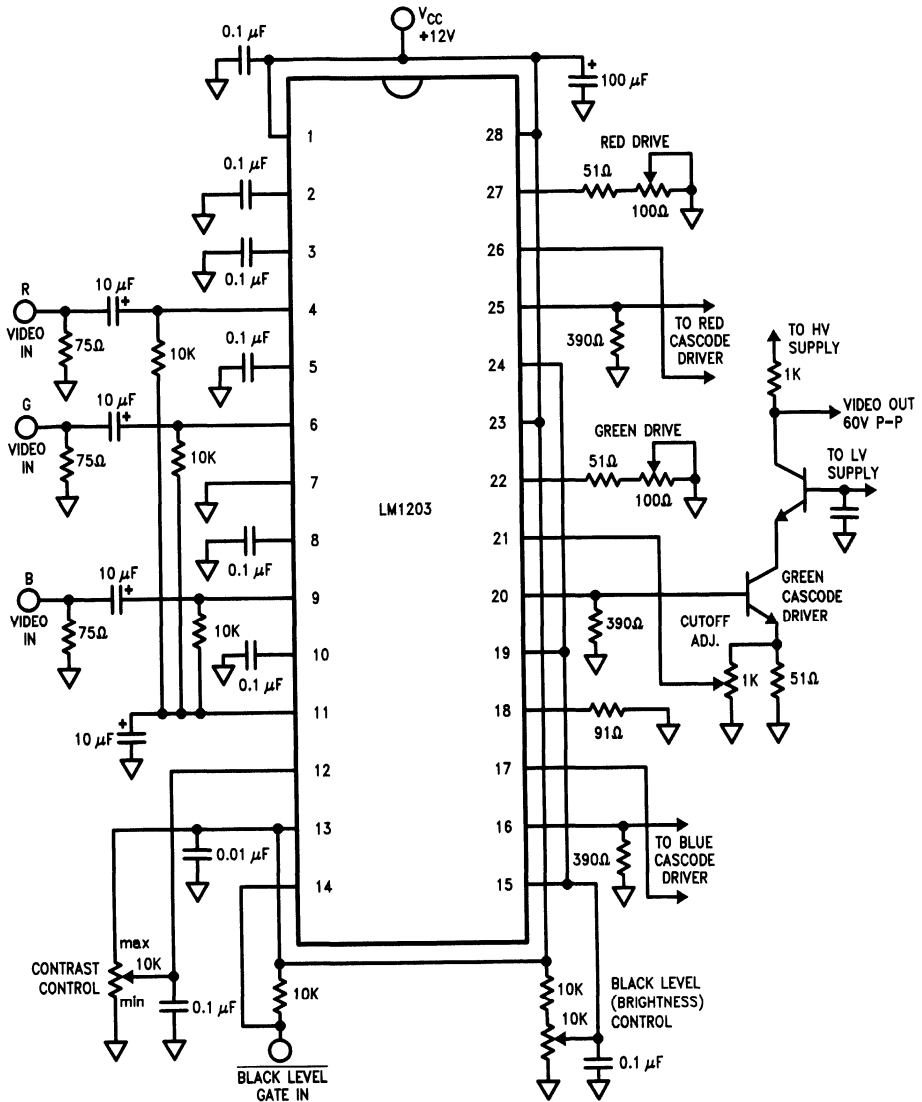 V_CC
+12V
0.1 μF
100 μF
1
28
RED DRIVE
0.1 μF
51Ω
2
27
100Ω
3
26
0.1 μF
R
10 μF
+
VIDEO
IN
75Ω
10K
4
25
390Ω
TO RED
CASCODE
DRIVER
0.1 μF
5
24
TO HV
SUPPLY
1K
G
10 μF
+
VIDEO
IN
75Ω
10K
6
23
GREEN DRIVE
VIDEO OUT
60V P-P
51Ω
7
22
100Ω
TO LV
SUPPLY
LM1203
8
21
0.1 μF
B
10 μF
+
VIDEO
IN
75Ω
10K
9
20
390Ω
CUTOFF
ADJ.
GREEN
CASCODE
DRIVER
10
19
0.1 μF
1K
51Ω
+
10 μF
11
18
91Ω
12
17
13
16
0.01 μF
390Ω
TO BLUE
CASCODE
DRIVER
14
15
CONTRAST
CONTROL
max
10K
min
0.1 μF
10K
10K
10K
BLACK LEVEL
(BRIGHTNESS)
CONTROL
0.1 μF
BLACK LEVEL
GATE IN
+